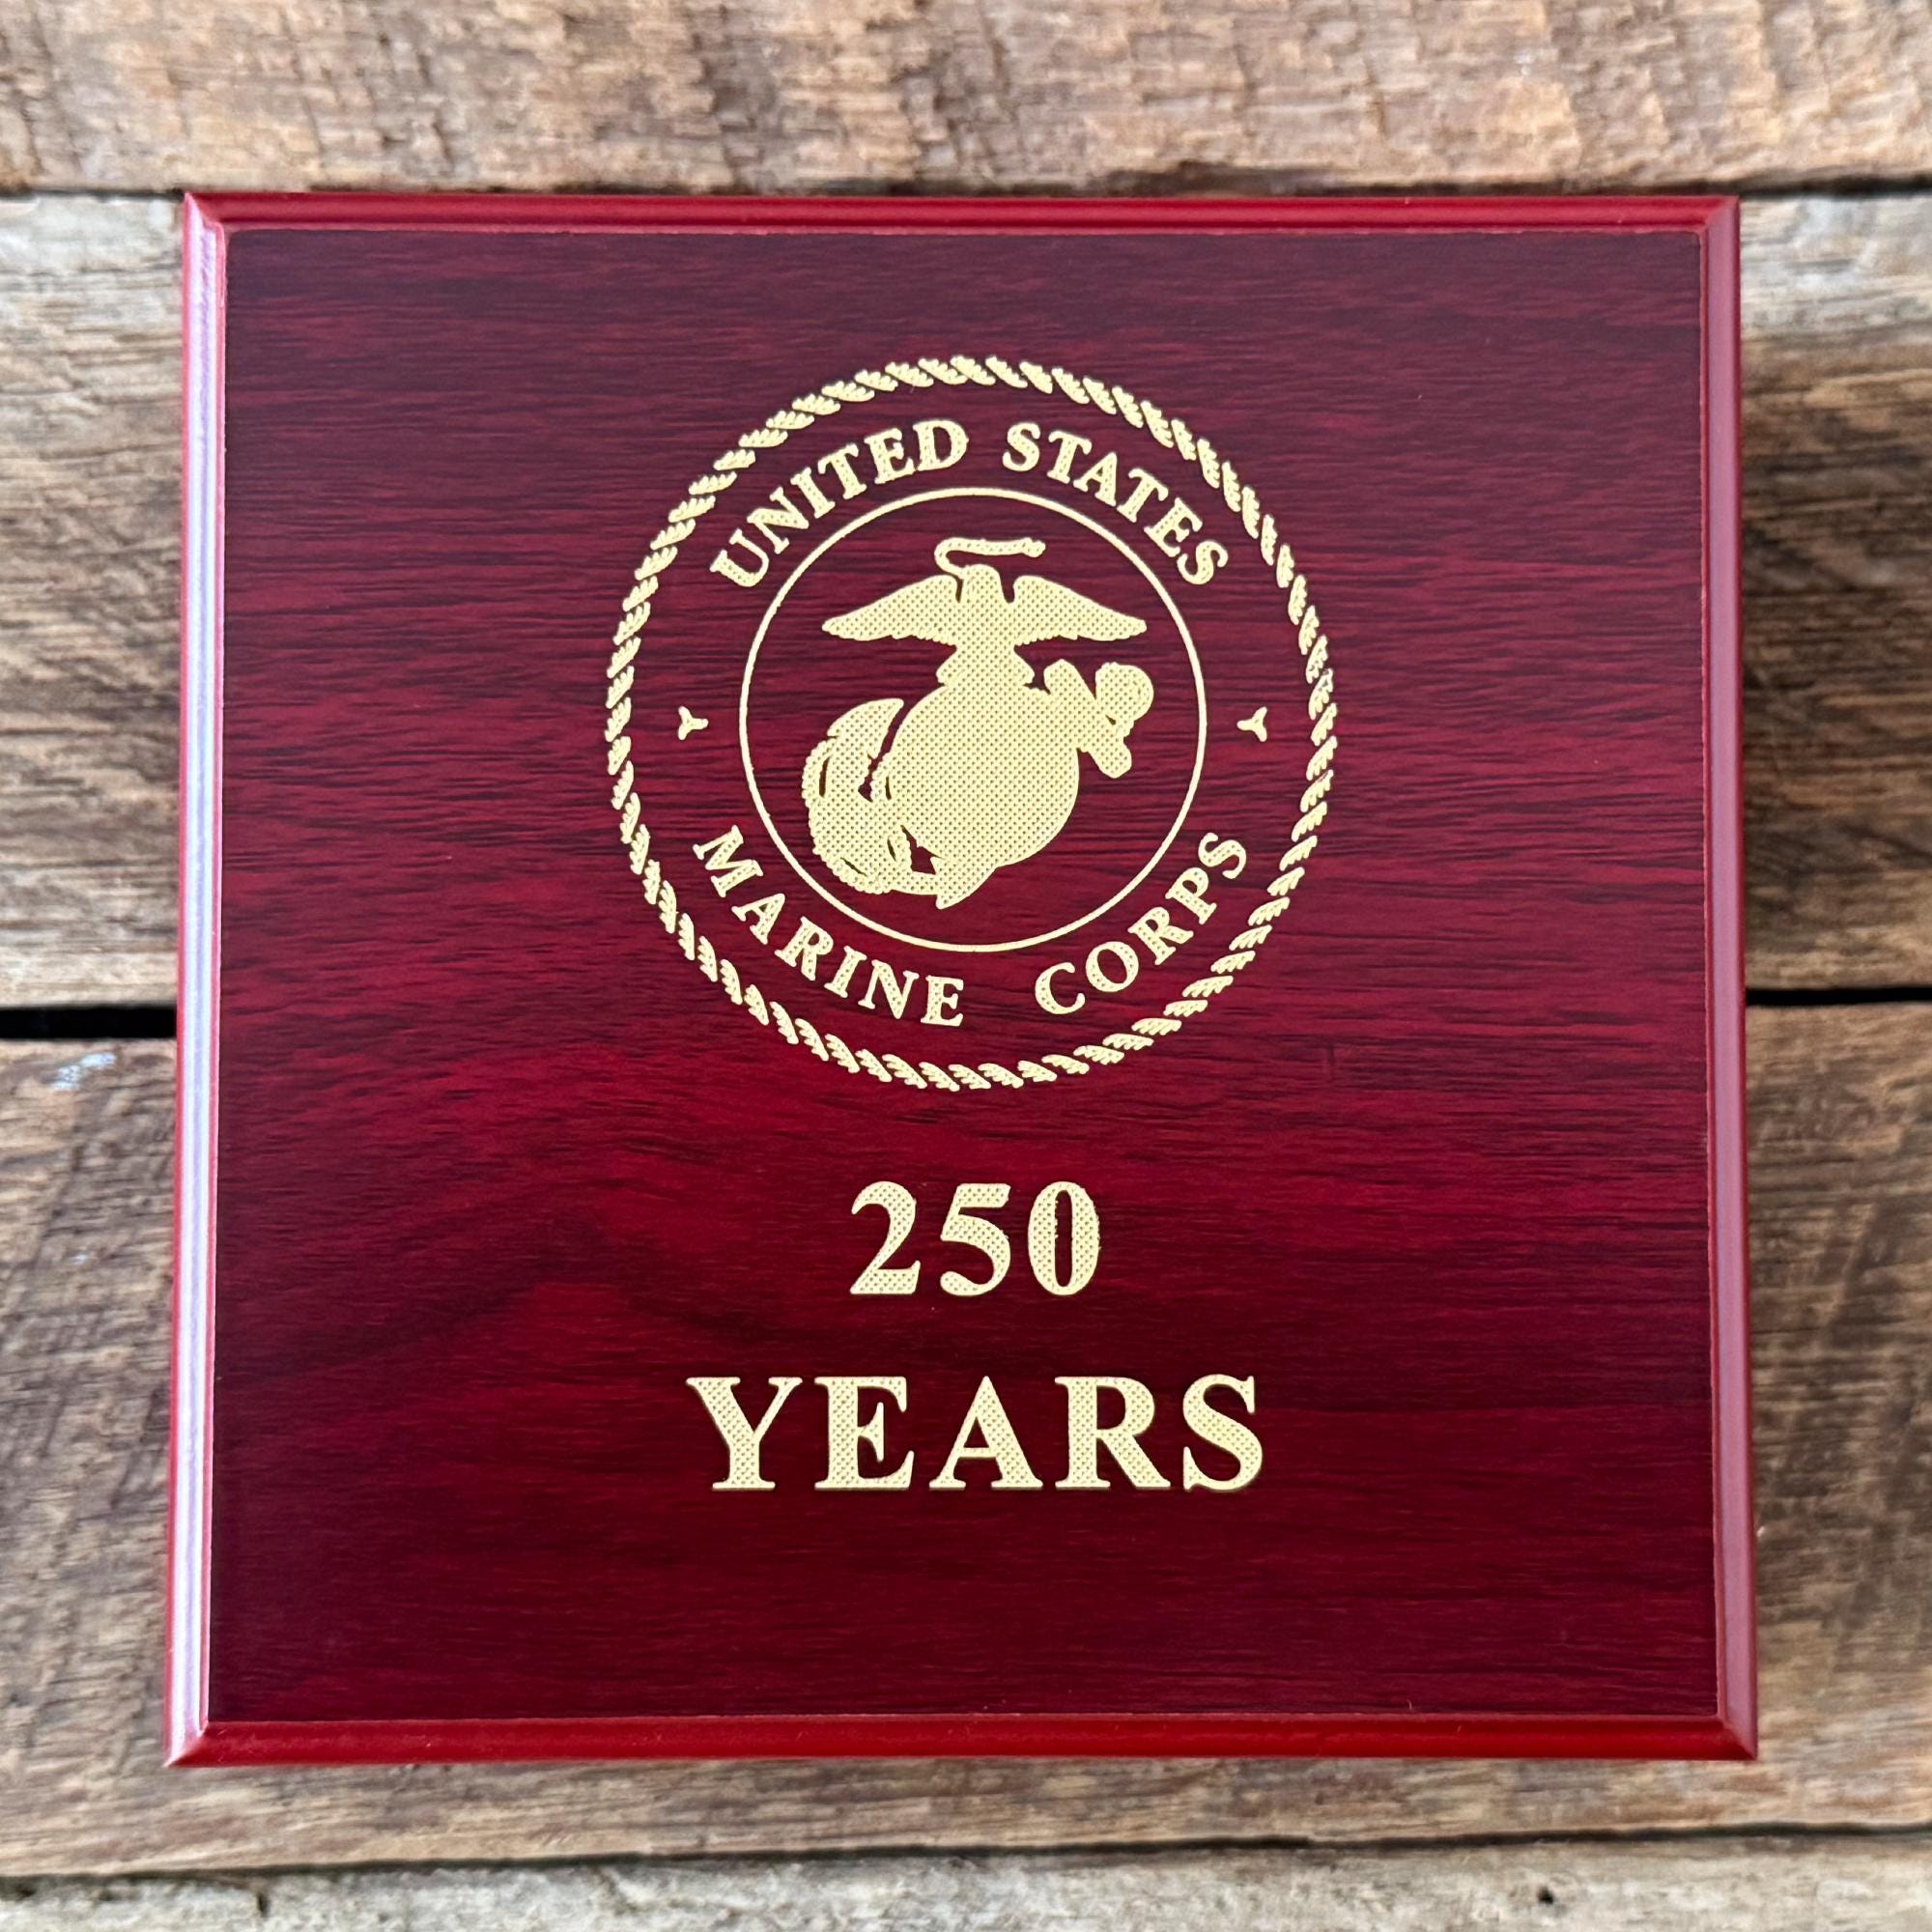 UNITED STATES
MARINE CORPS
250
YEARS